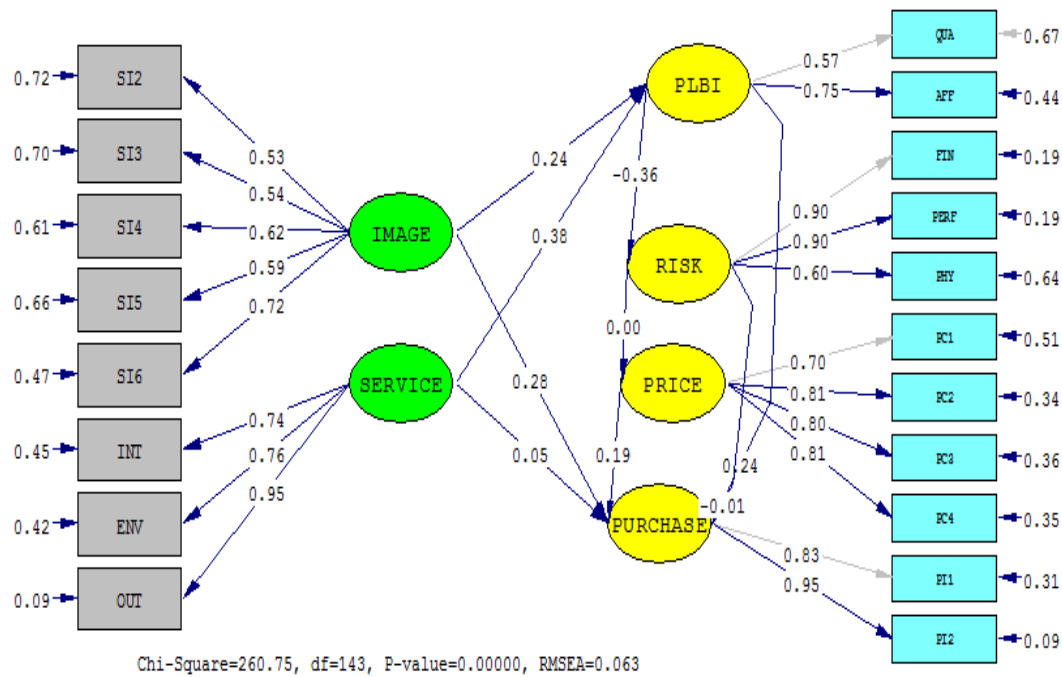 QUA
0.67
0.57
PLBI
0.72
SI2
0.75
AFF
0.44
0.53
0.70
SI3
0.24
-0.36
FIN
0.19
0.54
0.90
0.61
SI4
0.62
IMAGE
0.38
PERF
0.19
0.90
0.59
RISK
0.60
PHY
0.64
0.66
SI5
0.72
0.00
PC1
0.51
0.70
0.47
SI6
SERVICE
0.28
PRICE
0.81
PC2
0.34
0.74
0.80
0.45
INT
0.76
0.05
0.19
0.24
0.81
PC3
0.36
0.95
-0.01
PC4
0.35
0.42
ENV
PURCHASE
0.83
PI1
0.31
0.09
OUT
0.95
PI2
0.09
Chi-Square=260.75, df=143, P-value=0.00000, RMSEA=0.063